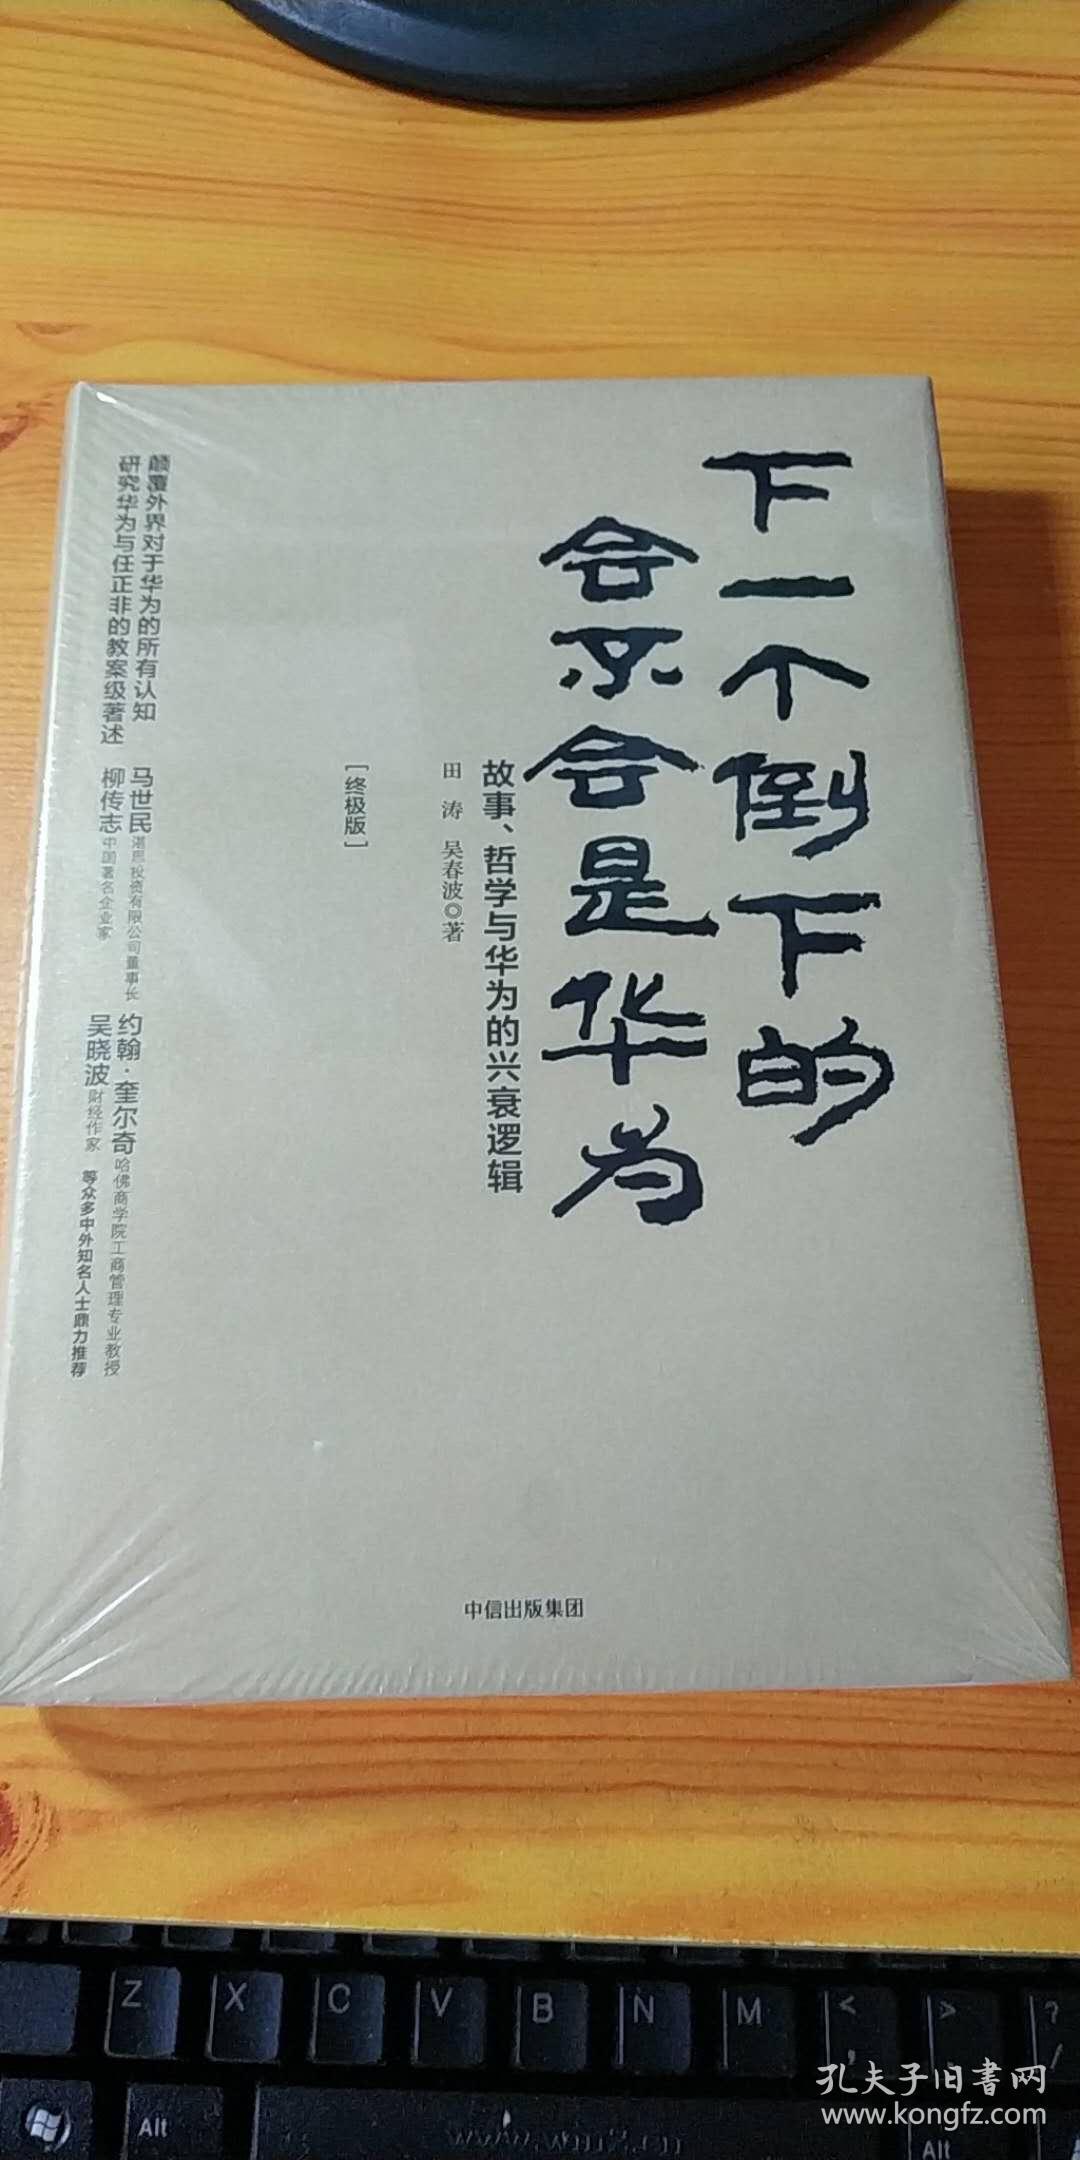 下一个倒下的
会不会是华为
故事、哲学与华为的兴衰逻辑
田 涛 吴春波◎著
[终极版]
颠覆外界对于华为的所有认知
研究华为与任正非的教案级著述
马世民 湛思投资有限公司董事长
柳传志 中国著名企业家
约翰·奎尔奇 哈佛商学院工商管理专业教授
吴晓波 财经作家
等众多中外知名人士鼎力推荐
中信出版集团
Z X C V B N M < , > . ? /
Alt Alt
孔夫子旧書网
www.kongfz.com